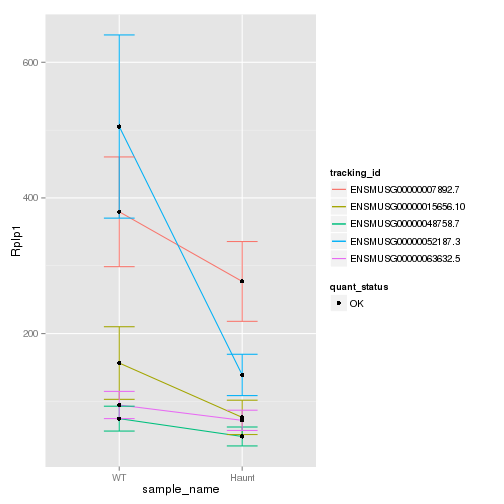 600
400
200
Rplp1
WT
Haunt
sample_name
tracking_id
ENSMUSG00000007892.7
ENSMUSG00000015656.10
ENSMUSG00000048758.7
ENSMUSG00000052187.3
ENSMUSG00000063632.5
quant_status
OK